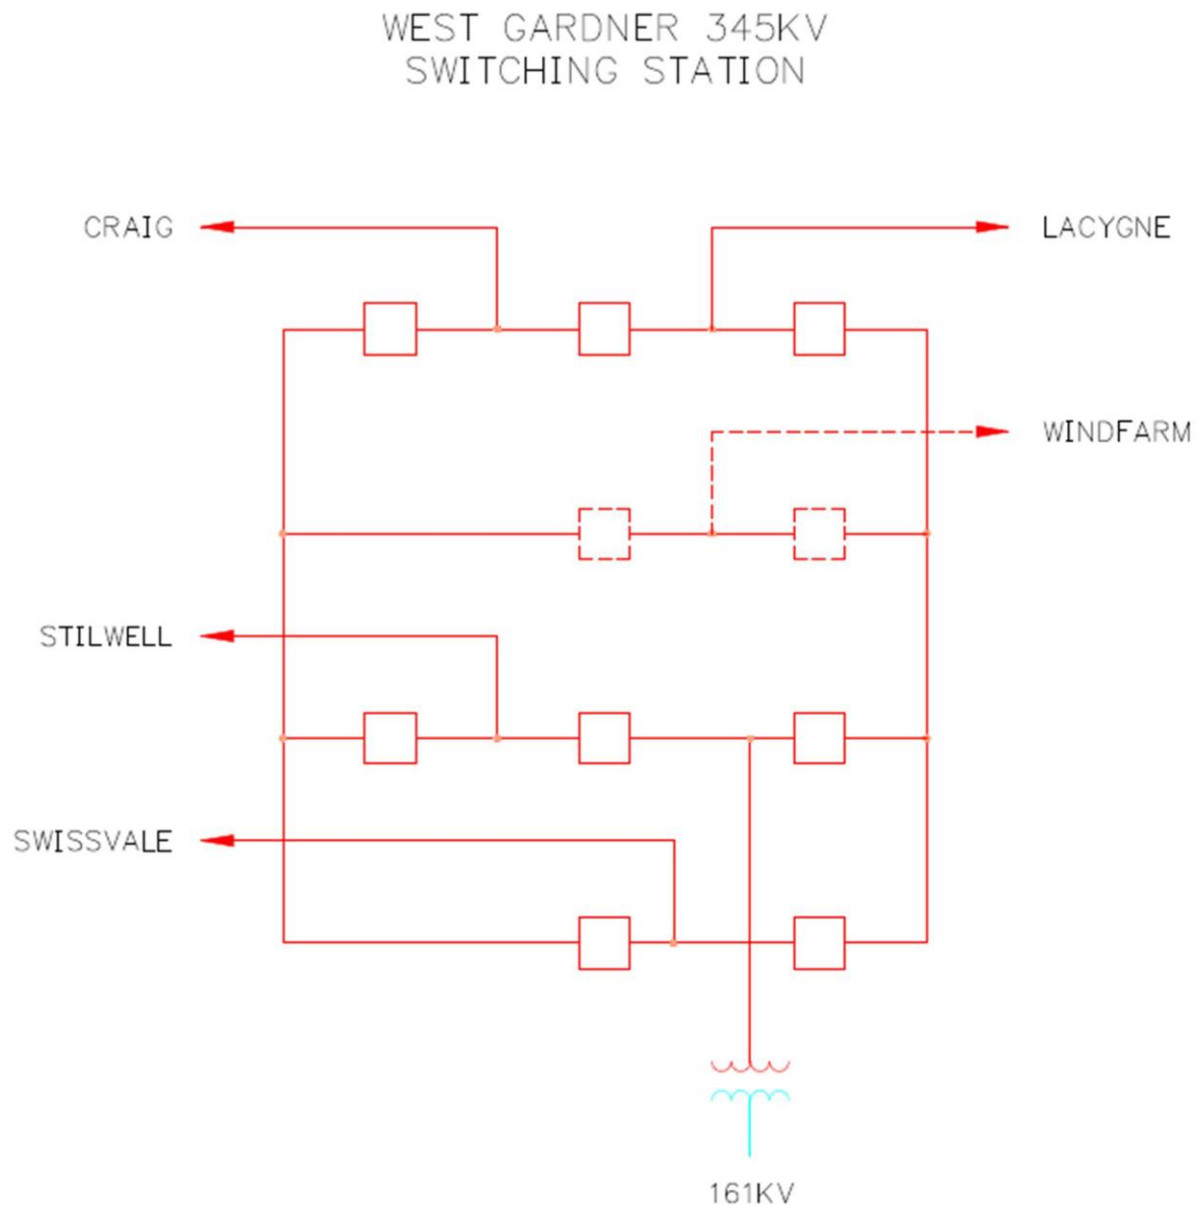 WEST GARDNER 345KV
SWITCHING STATION
CRAIG
LACYGNE
WINDFARM
STILWELL
SWISSVALE
161KV